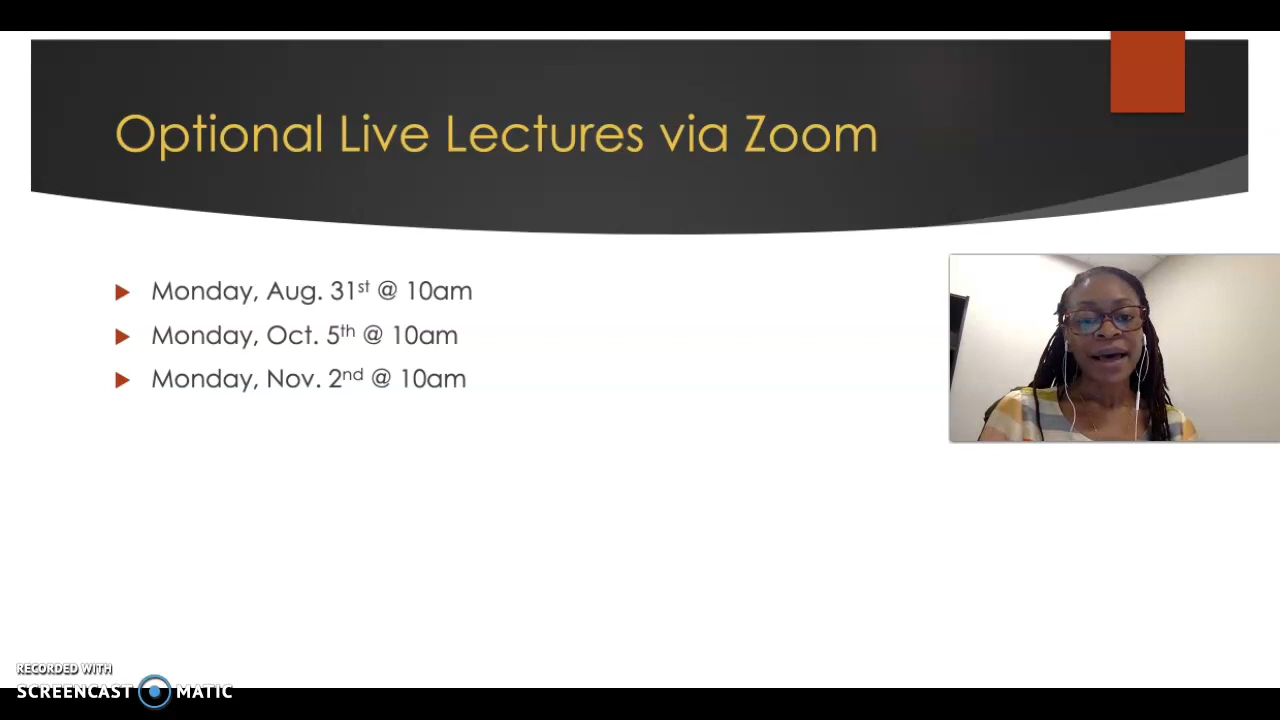 Optional Live Lectures via Zoom
Monday, Aug. 31st @ 10am
Monday, Oct. 5th @ 10am
Monday, Nov. 2nd @ 10am
RECORDED WITH
SCREENCAST MATIC